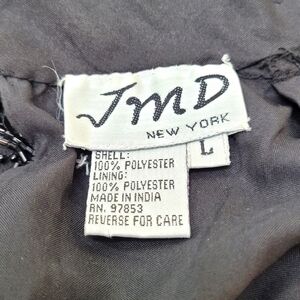 JMD
NEW YORK
L
SHELL:
100% POLYESTER
LINING:
100% POLYESTER
MADE IN INDIA
RN. 97853
REVERSE FOR CARE